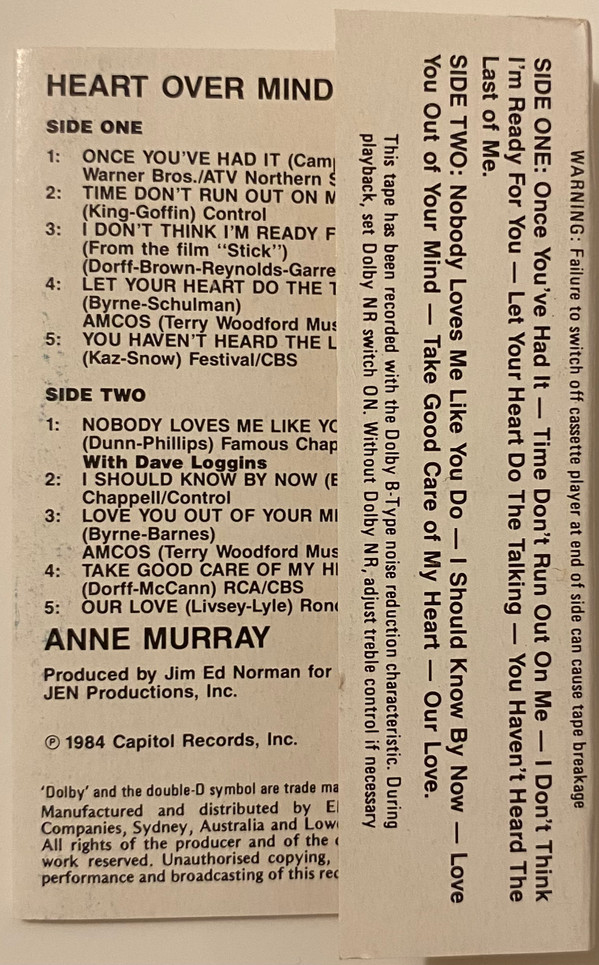 HEART OVER MIND
SIDE ONE
1: ONCE YOU'VE HAD IT
Warner Bros./ATV Northern
2: TIME DON'T RUN OUT ON
(King-Goffin) Control
3: I DON'T THINK I'M READY
(From the film "Stick")
(Dorff-Brown-Reynolds-Garre
4: LET YOUR HEART DO THE
(Byrne-Schulman)
AMCOS (Terry Woodford Mus
5: YOU HAVEN'T HEARD THE L
(Kaz-Snow) Festival/CBS
SIDE TWO
1: NOBODY LOVES ME LIKE YO
(Dunn-Phillips) Famous Chap
With Dave Loggins
2: I SHOULD KNOW BY NOW
Chappell/Control
3: LOVE YOU OUT OF YOUR MI
(Byrne-Barnes)
AMCOS (Terry Woodford Mus
4: TAKE GOOD CARE OF MY H
(Dorff-McCann) RCA/CBS
5: OUR LOVE (Livsey-Lyle) Ron
ANNE MURRAY
Produced by Jim Ed Norman for
JEN Productions, Inc.
℗ 1984 Capitol Records, Inc.
'Dolby' and the double-D symbol are trade ma
Manufactured and distributed by E
Companies, Sydney, Australia and Low
All rights of the producer and of the
work reserved. Unauthorised copying,
performance and broadcasting of this rec
WARNING: Failure to switch off cassette player at end of side can cause tape breakage
SIDE ONE: Once You've Had It — Time Don't Run Out On Me — I Don't Think
I'm Ready For You — Let Your Heart Do The Talking — You Haven't Heard The
Last of Me.
SIDE TWO: Nobody Loves Me Like You Do — I Should Know By Now — Love
You Out of Your Mind — Take Good Care of My Heart — Our Love.
This tape has been recorded with the Dolby B-Type noise reduction characteristic. During
playback, set Dolby NR switch ON. Without Dolby NR, adjust treble control if necessary